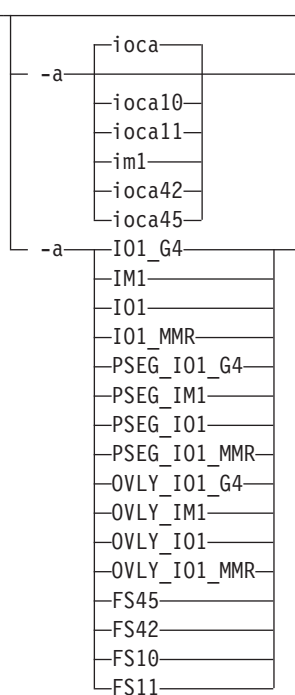 ioca
-a
ioca10
ioca11
im1
ioca42
ioca45
-a IO1_G4
IM1
IO1
IO1_MMR
PSEG_IO1_G4
PSEG_IM1
PSEG_IO1
PSEG_IO1_MMR
OVLY_IO1_G4
OVLY_IM1
OVLY_IO1
OVLY_IO1_MMR
FS45
FS42
FS10
FS11